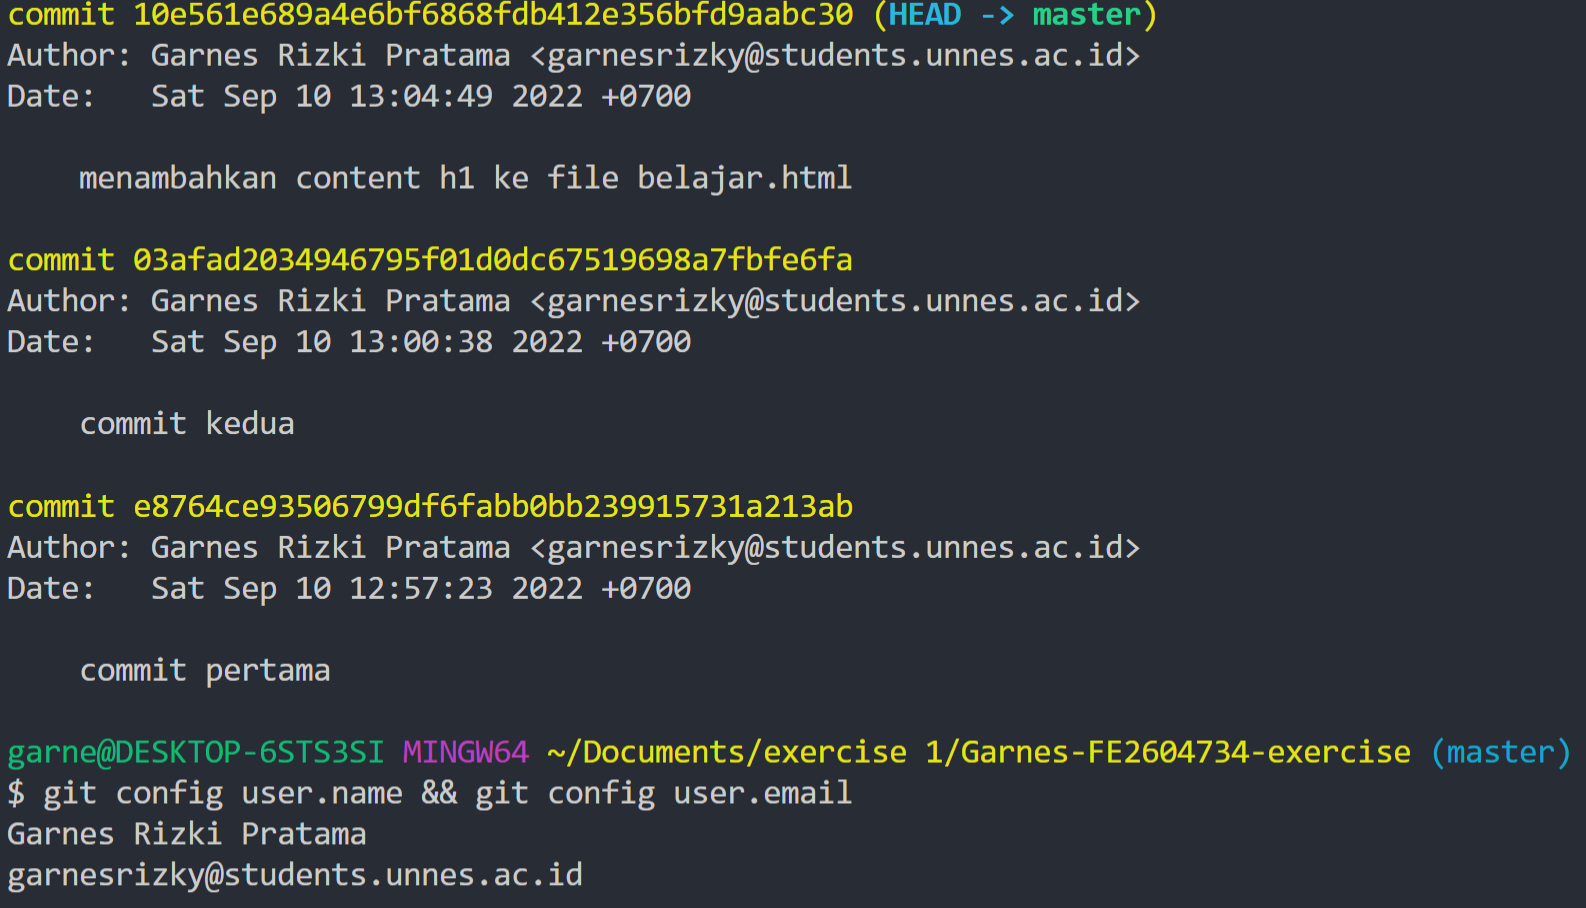 commit 10e561e689a4e6bf6868fdb412e356bfd9aabc30 (HEAD -> master)
Author: Garnes Rizki Pratama <garnesrizky@students.unnes.ac.id>
Date:   Sat Sep 10 13:04:49 2022 +0700
menambahkan content h1 ke file belajar.html
commit 03afad2034946795f01d0dc67519698a7fbfe6fa
Author: Garnes Rizki Pratama <garnesrizky@students.unnes.ac.id>
Date:   Sat Sep 10 13:00:38 2022 +0700
commit kedua
commit e8764ce93506799df6fabb0bb239915731a213ab
Author: Garnes Rizki Pratama <garnesrizky@students.unnes.ac.id>
Date:   Sat Sep 10 12:57:23 2022 +0700
commit pertama
garne@DESKTOP-6STS3SI MINGW64 ~/Documents/exercise 1/Garnes-FE2604734-exercise (master)
$ git config user.name && git config user.email
Garnes Rizki Pratama
garnesrizky@students.unnes.ac.id